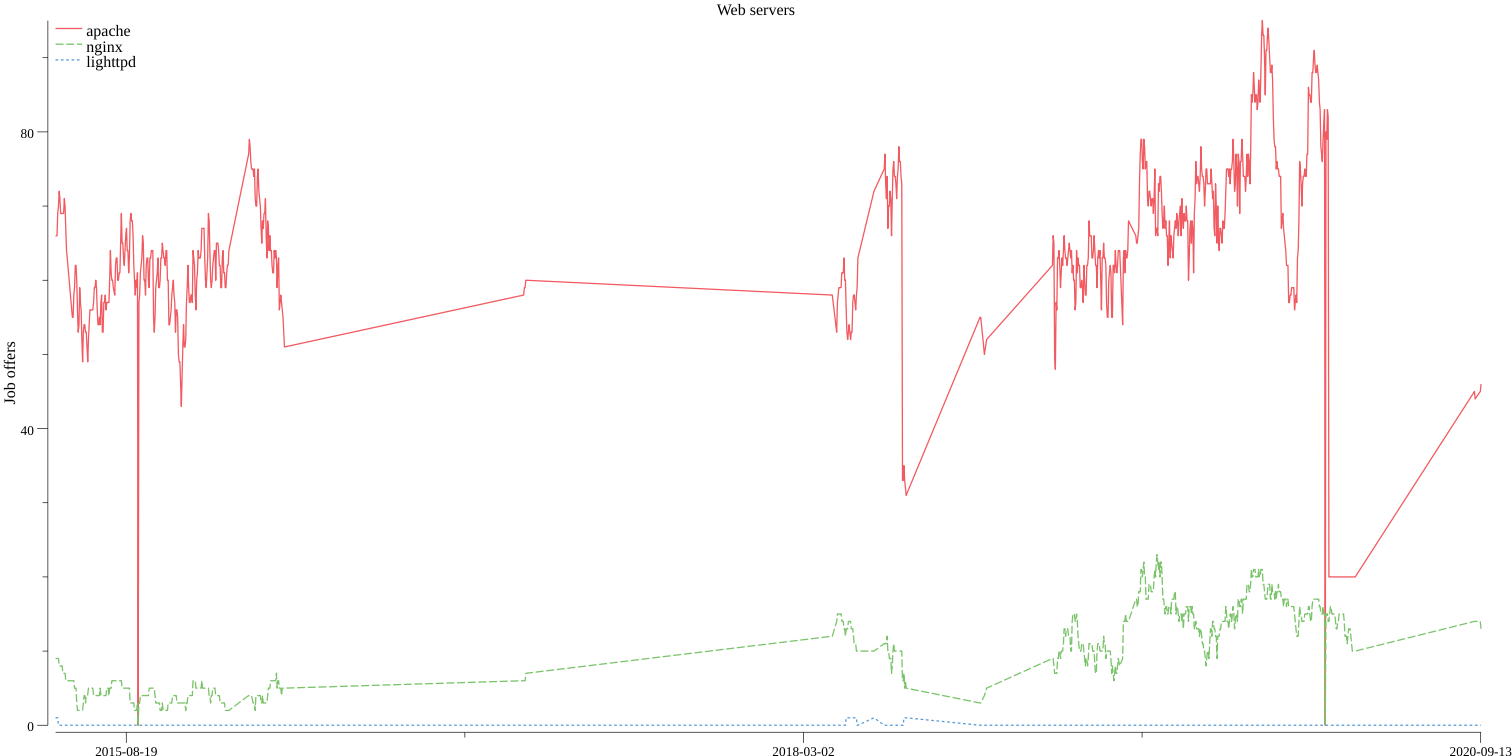 Web servers
apache
nginx
lighttpd
80
40
0
Job offers
2015-08-19
2018-03-02
2020-09-13